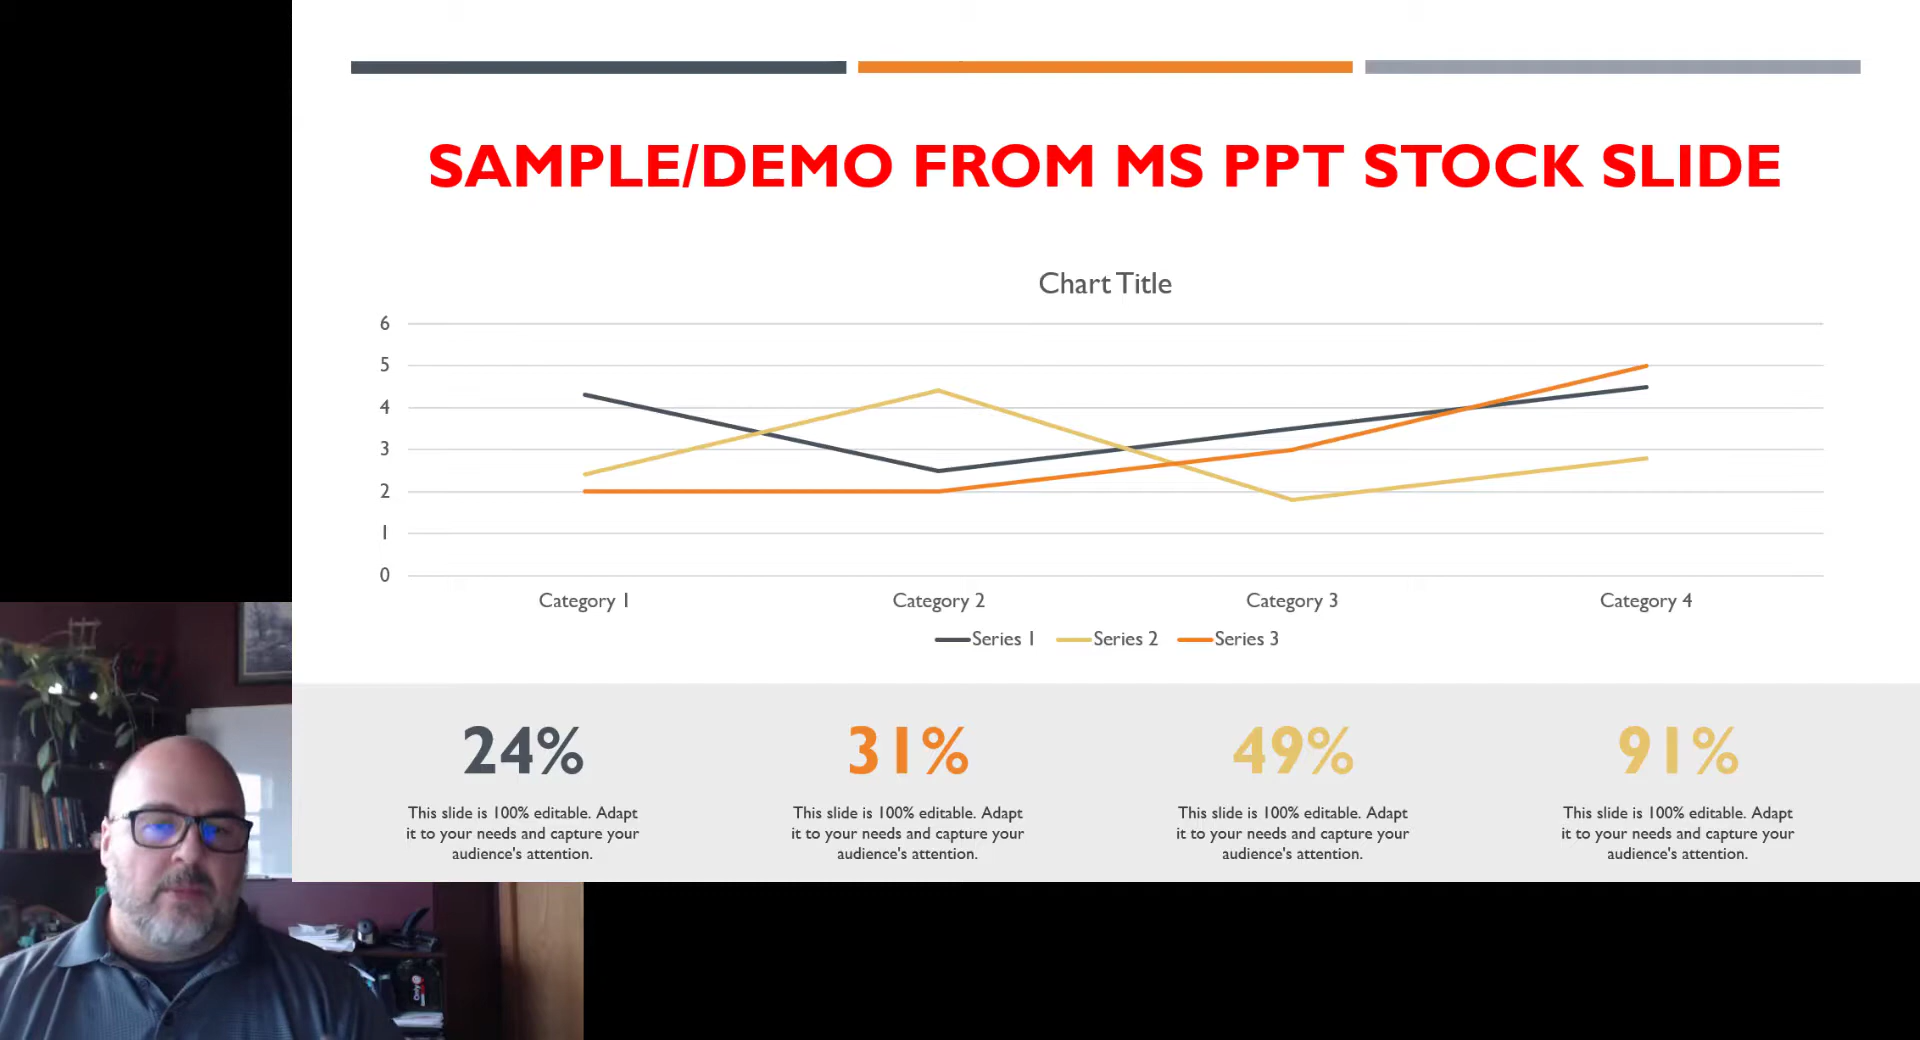 SAMPLE/DEMO FROM MS PPT STOCK SLIDE
Chart Title
6
5
4
3
2
1
0
Category 1 Category 2 Category 3 Category 4
Series 1 Series 2 Series 3
24% 31% 49% 91%
This slide is 100% editable. Adapt
it to your needs and capture your
audience's attention.
This slide is 100% editable. Adapt
it to your needs and capture your
audience's attention.
This slide is 100% editable. Adapt
it to your needs and capture your
audience's attention.
This slide is 100% editable. Adapt
it to your needs and capture your
audience's attention.